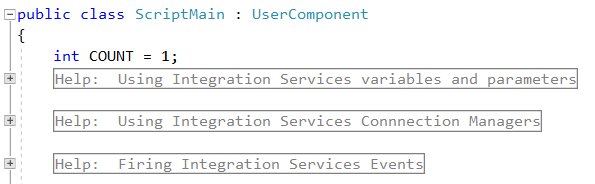 public class ScriptMain : UserComponent
{
int COUNT = 1;
Help:  Using Integration Services variables and parameters
Help:  Using Integration Services Connnection Managers
Help:  Firing Integration Services Events